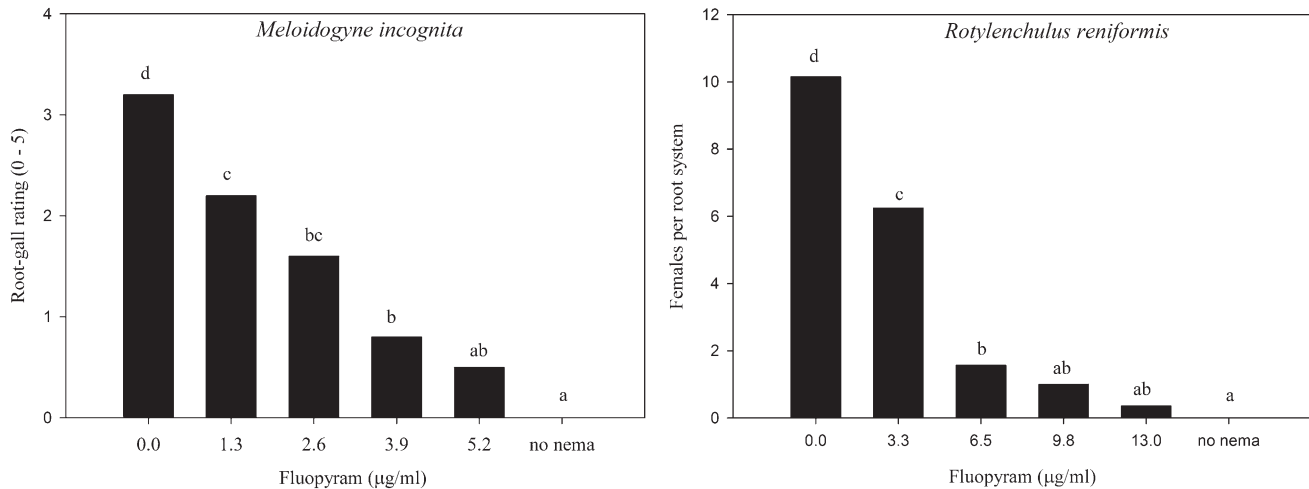 Meloidogyne incognita
Root-gall rating (0 - 5)
4
3
2
1
0
d
c
bc
b
ab
a
0.0 1.3 2.6 3.9 5.2 no nema
Fluopyram (μg/ml)
Rotylenchulus reniformis
Females per root system
12
10
8
6
4
2
0
d
c
b
ab
ab
a
0.0 3.3 6.5 9.8 13.0 no nema
Fluopyram (μg/ml)